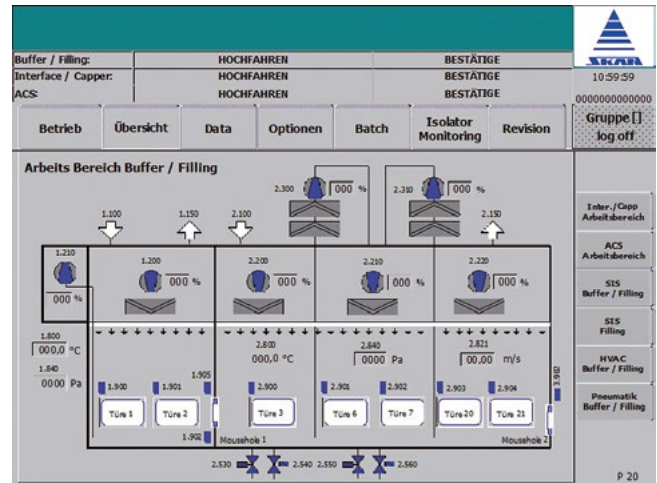 SKAN
Buffer / Filling: HOCHFAHREN BESTÄTIGE
Interface / Capper: HOCHFAHREN BESTÄTIGE
ACS: HOCHFAHREN BESTÄTIGE
10:59:59
0000000000000
Betrieb Übersicht Data Optionen Batch Isolator Monitoring Revision
Gruppe []
log off
Arbeits Bereich Buffer / Filling
2.300 000 % 2.310 000 %
1.100 1.150 2.100 2.150
1.210 1.200 2.200 2.210 2.220
000 % 000 % 000 % 000 %
000 %
1.800 2.800 2.840 2.821
000,0 °C 000,0 °C 0000 Pa 00,00 m/s
1.840
0000 Pa
1.905 3.902
1.900 1.901 2.900 2.901 2.902 2.903 2.904
Türe 1 Türe 2 Türe 3 Türe 6 Türe 7 Türe20 Türe 21
1.902 Mousehole 1 Mousehole 2
2.530 2.540 2.550 2.560
Inter./Capp
Arbeitsbereich
ACS
Arbeitsbereich
SIS
Buffer / Filling
SIS
Filling
HVAC
Buffer / Filling
Pneumatik
Buffer / Filling
P 20